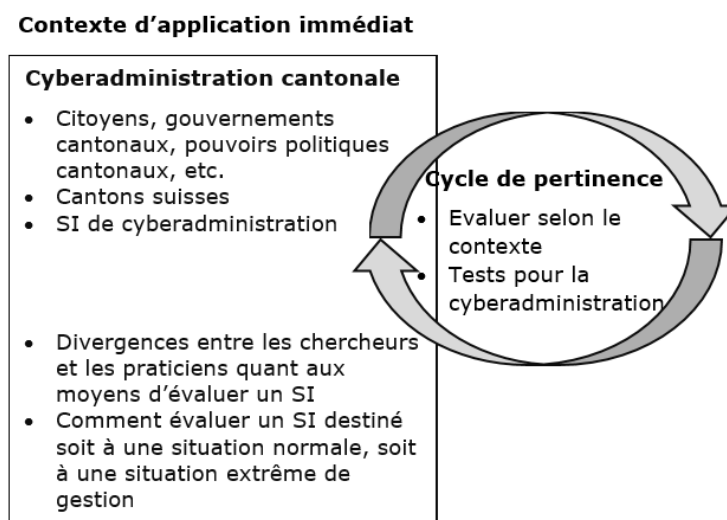 Contexte d'application immédiat
Cyberadministration cantonale
• Citoyens, gouvernements
cantonaux, pouvoirs politiques
cantonaux, etc.
• Cantons suisses
• SI de cyberadministration
• Divergences entre les chercheurs
et les praticiens quant aux
moyens d'évaluer un SI
• Comment évaluer un SI destiné
soit à une situation normale, soit
à une situation extrême de
gestion
Cycle de pertinence
• Evaluer selon le
contexte
• Tests pour la
cyberadministration